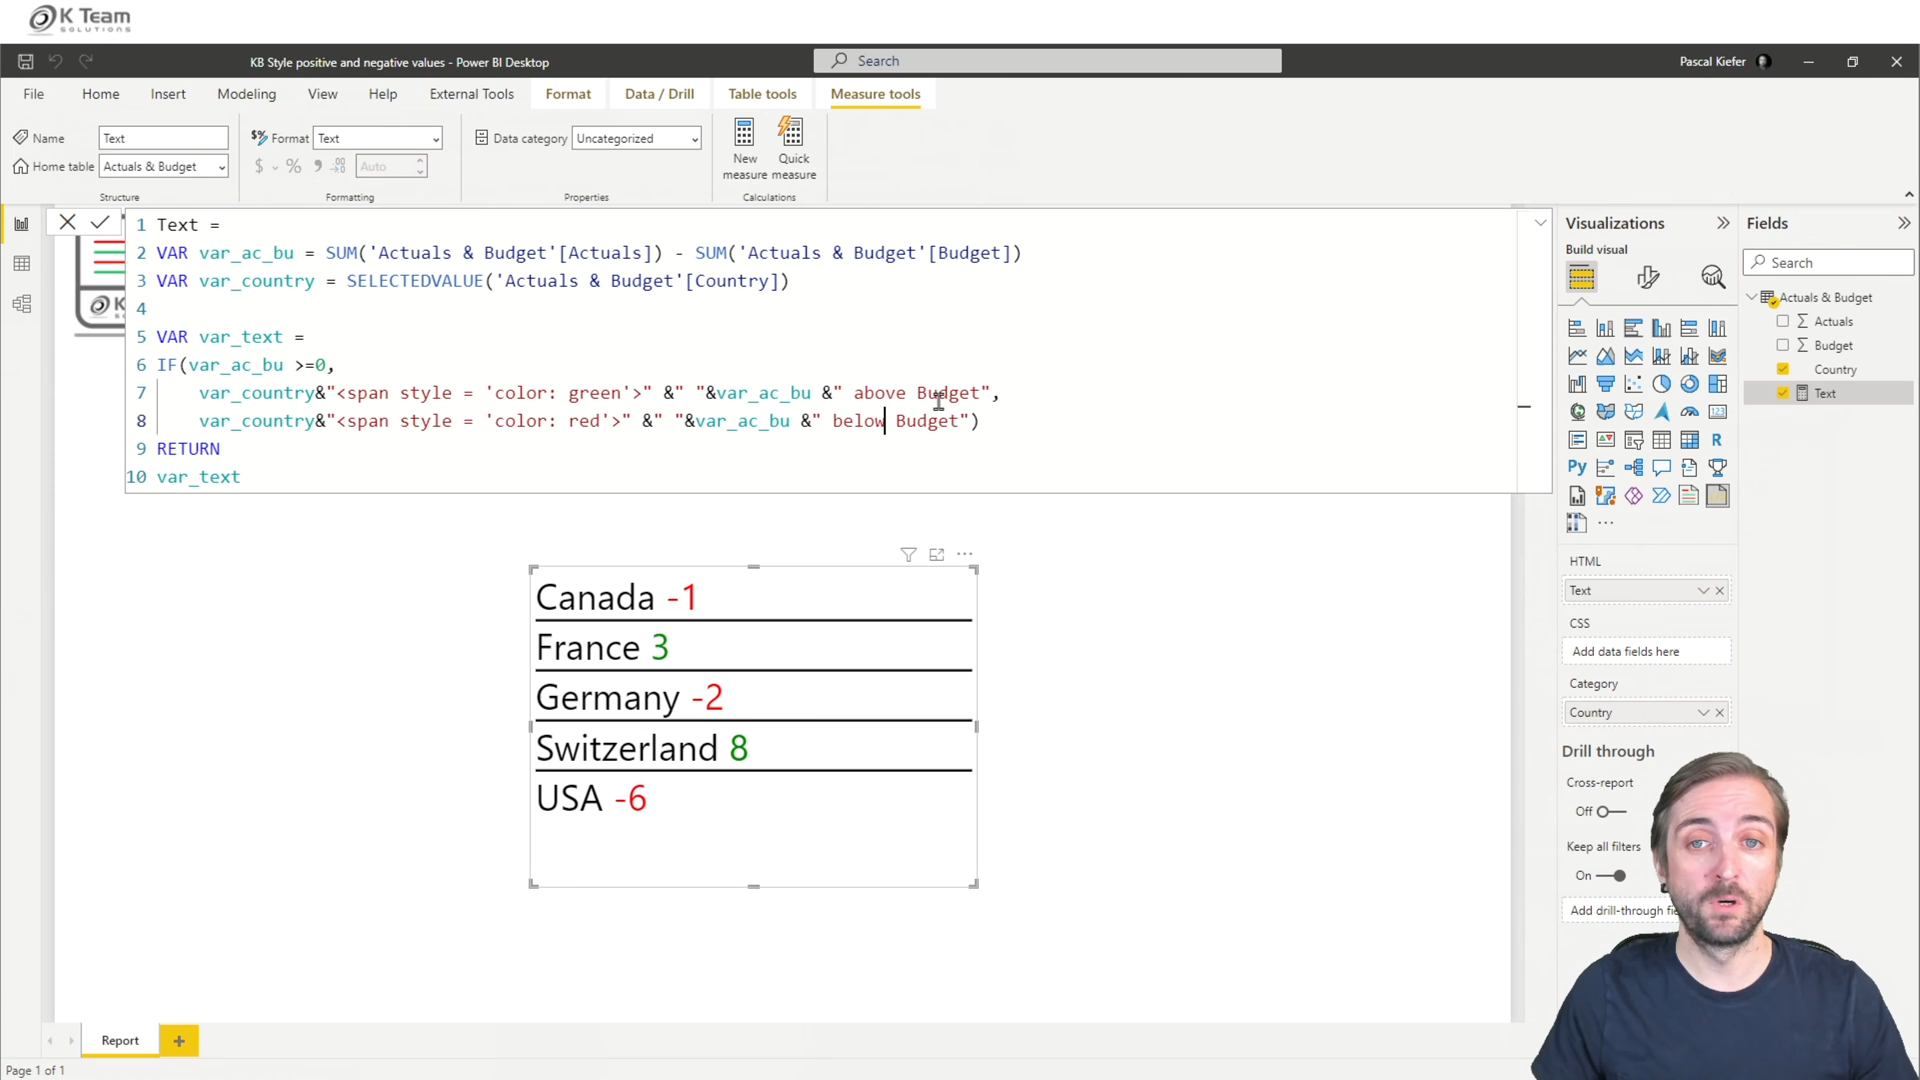 K Team
SOLUTIONS
KB Style positive and negative values - Power BI Desktop
Search
Pascal Kiefer
File
Home
Insert
Modeling
View
Help
External Tools
Format
Data / Drill
Table tools
Measure tools
Name
Text
Format
Text
Data category
Uncategorized
Home table
Actuals & Budget
$
%
Auto
New
measure
Quick
measure
Structure
Formatting
Properties
Calculations
1 Text =
2 VAR var_ac_bu = SUM('Actuals & Budget'[Actuals]) - SUM('Actuals & Budget'[Budget])
3 VAR var_country = SELECTEDVALUE('Actuals & Budget'[Country])
4
5 VAR var_text =
6 IF(var_ac_bu >=0,
7 var_country&"<span style = 'color: green'>" &" "&var_ac_bu &" above Budget",
8 var_country&"<span style = 'color: red'>" &" "&var_ac_bu &" below Budget")
9 RETURN
10 var_text
K
Canada -1
France 3
Germany -2
Switzerland 8
USA -6
Visualizations
Build visual
123
R
Py
HTML
Text
CSS
Add data fields here
Category
Country
Drill through
Cross-report
Off
Keep all filters
On
Add drill-through
Fields
Search
Actuals & Budget
Actuals
Budget
Country
Text
Report
Page 1 of 1